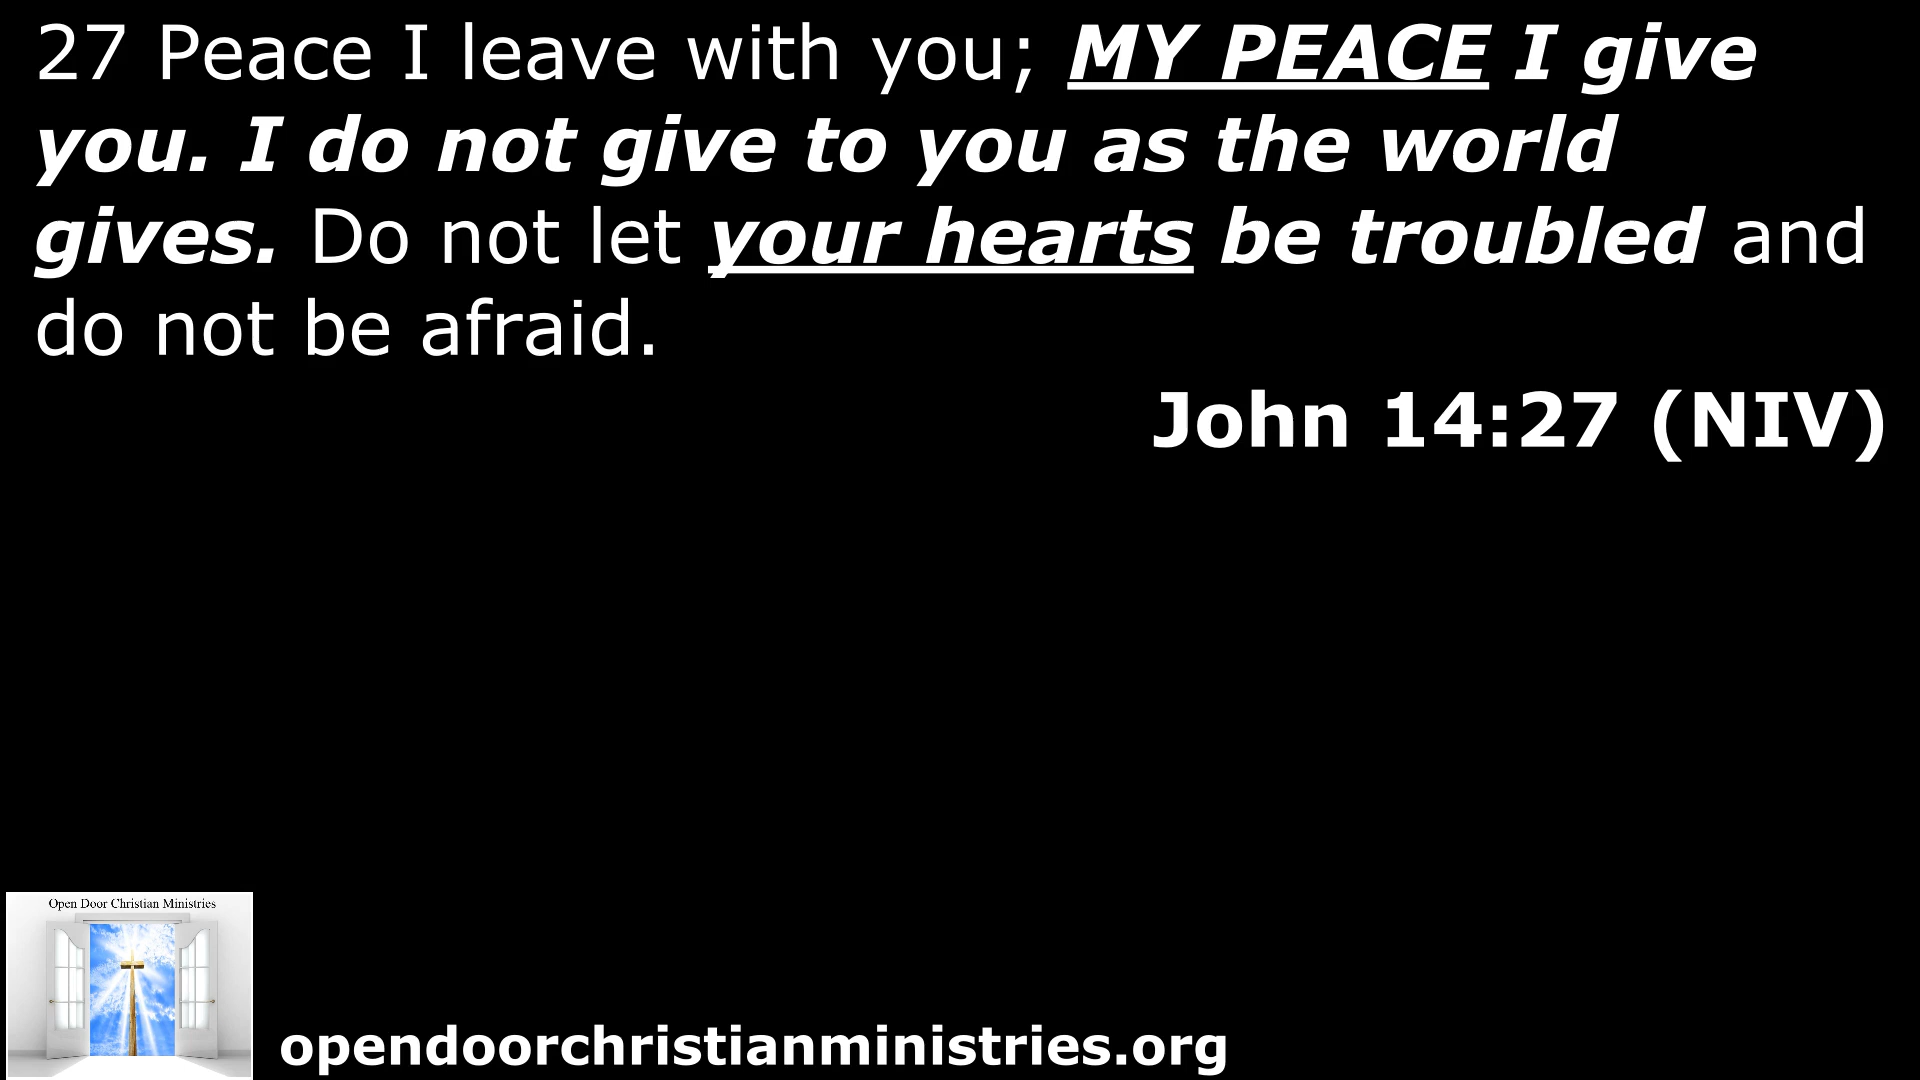 27 Peace I leave with you; MY PEACE I give
you. I do not give to you as the world
gives. Do not let your hearts be troubled and
do not be afraid.
John 14:27 (NIV)
Open Door Christian Ministries
opendoorchristianministries.org